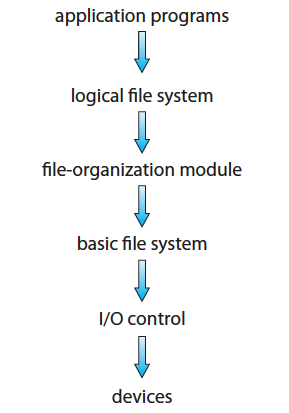 application programs
logical file system
file-organization module
basic file system
I/O control
devices